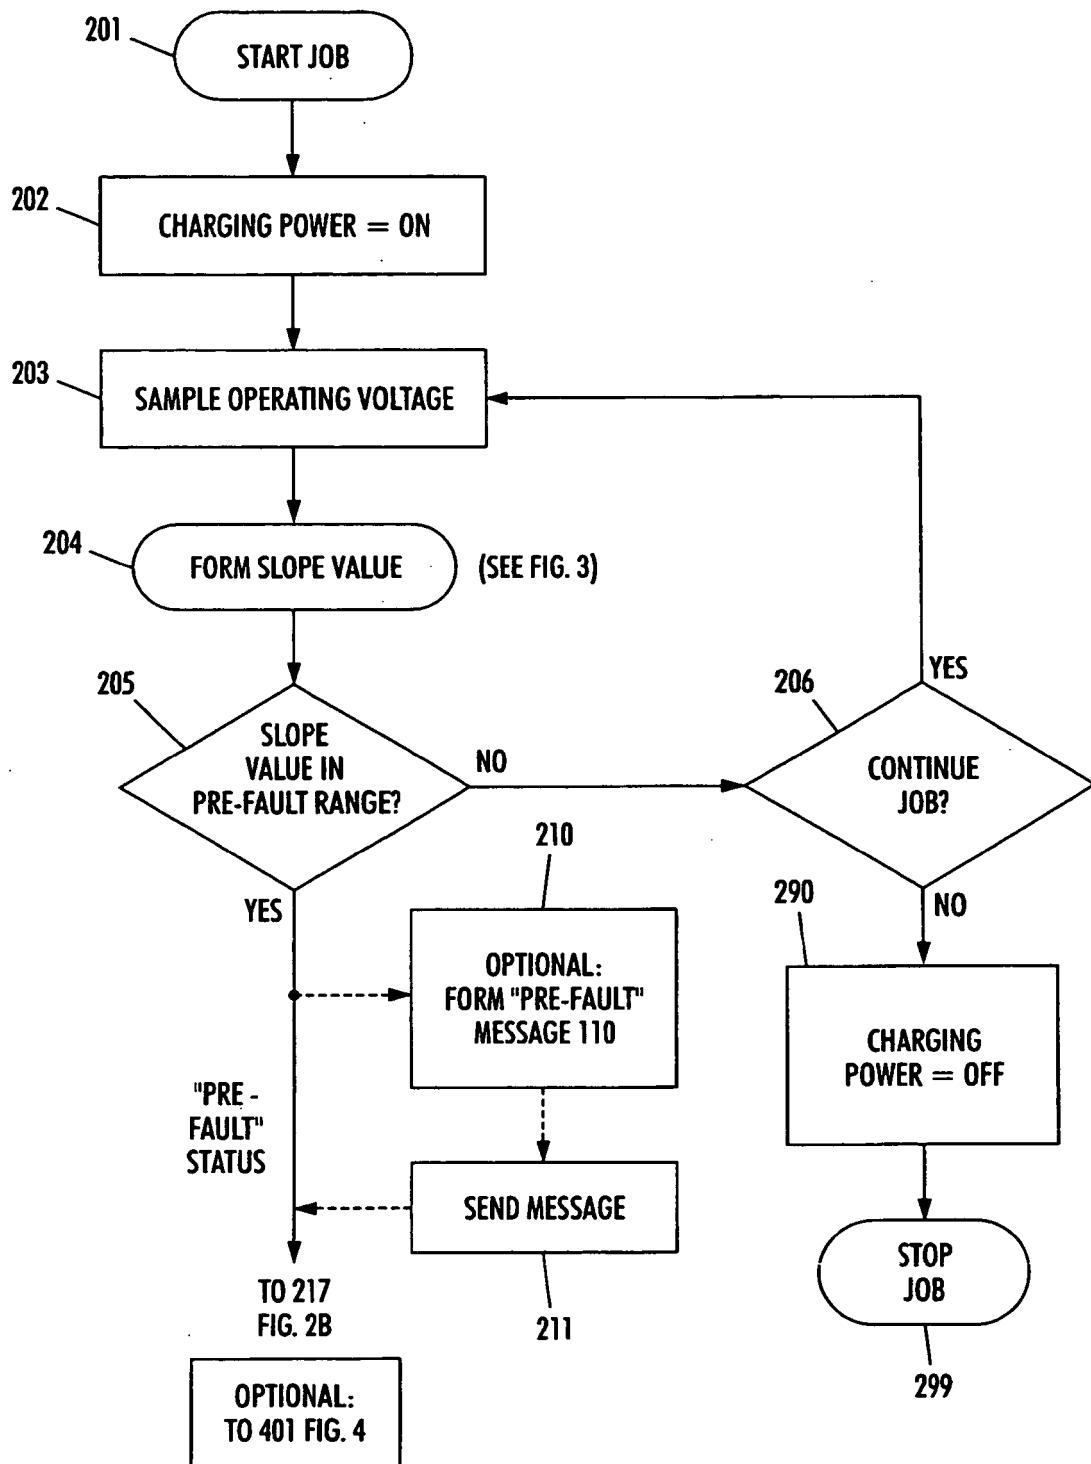 201
START JOB
202
CHARGING POWER = ON
203
SAMPLE OPERATING VOLTAGE
204
FORM SLOPE VALUE
(SEE FIG. 3)
205
SLOPE
VALUE IN
PRE-FAULT RANGE?
NO
YES
206
CONTINUE
JOB?
YES
NO
210
OPTIONAL:
FORM "PRE-FAULT"
MESSAGE 110
290
CHARGING
POWER = OFF
"PRE -
FAULT"
STATUS
SEND MESSAGE
211
STOP
JOB
299
TO 217
FIG. 2B
OPTIONAL:
TO 401 FIG. 4